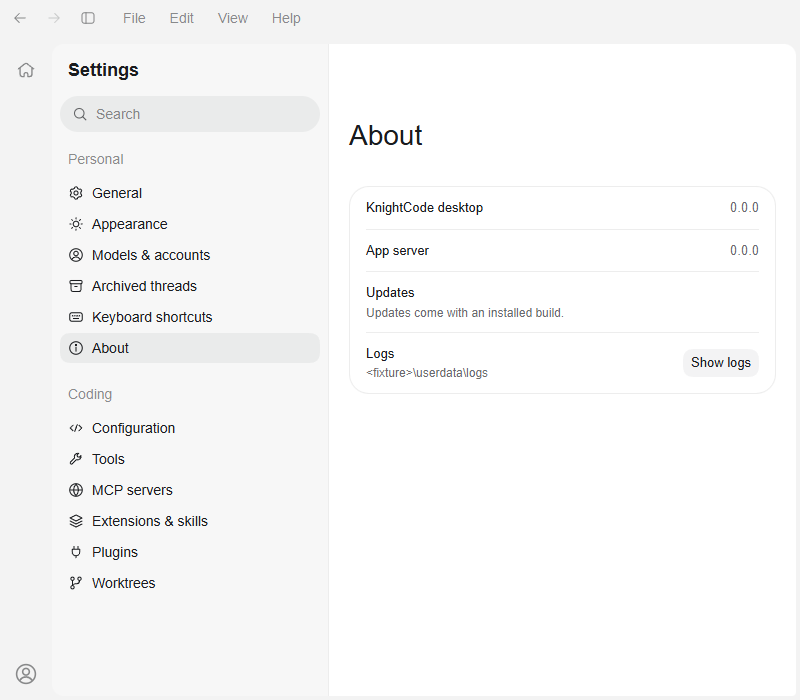 File Edit View Help
Settings
Search
Personal
General
Appearance
Models & accounts
Archived threads
Keyboard shortcuts
About
Coding
Configuration
Tools
MCP servers
Extensions & skills
Plugins
Worktrees
About
KnightCode desktop 0.0.0
App server 0.0.0
Updates
Updates come with an installed build.
Logs
<fixture>\userdata\logs
Show logs